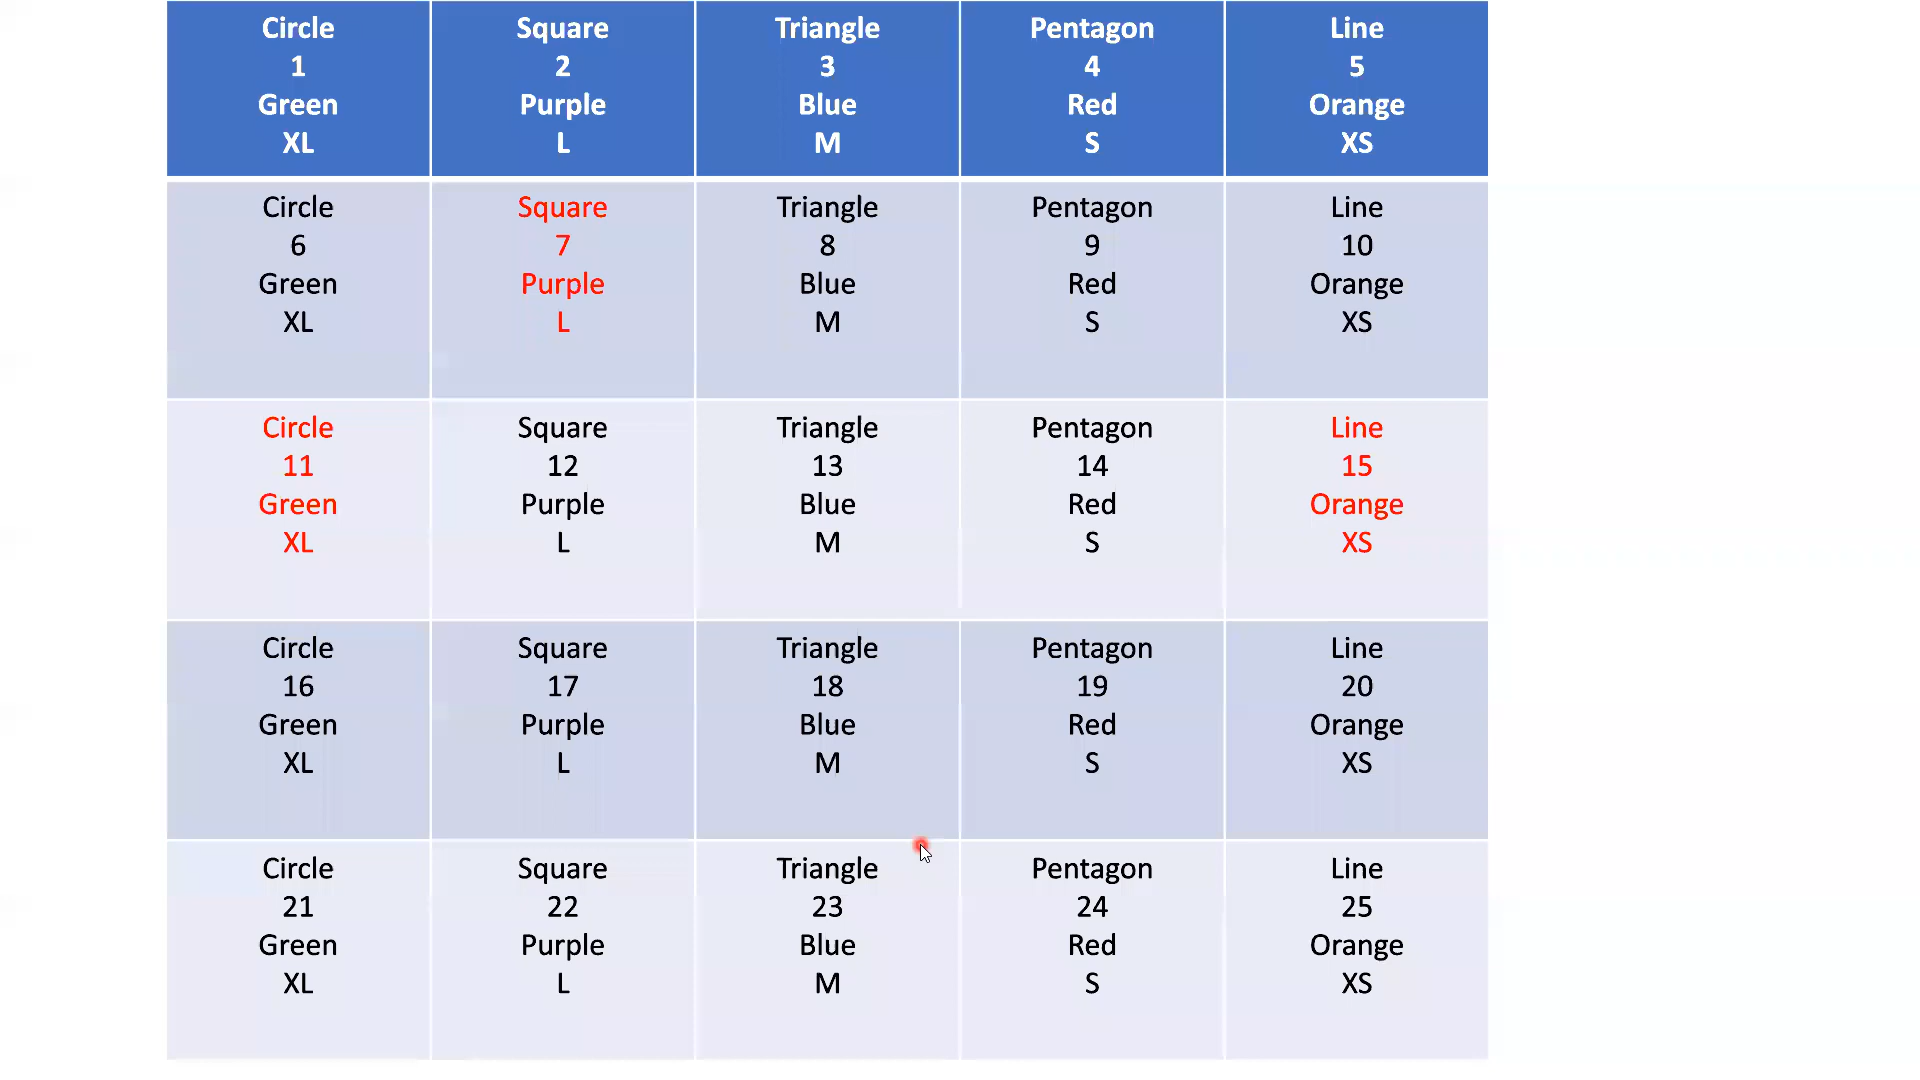 Circle
1
Green
XL
Square
2
Purple
L
Triangle
3
Blue
M
Pentagon
4
Red
S
Line
5
Orange
XS
Circle
6
Green
XL
Square
7
Purple
L
Triangle
8
Blue
M
Pentagon
9
Red
S
Line
10
Orange
XS
Circle
11
Green
XL
Square
12
Purple
L
Triangle
13
Blue
M
Pentagon
14
Red
S
Line
15
Orange
XS
Circle
16
Green
XL
Square
17
Purple
L
Triangle
18
Blue
M
Pentagon
19
Red
S
Line
20
Orange
XS
Circle
21
Green
XL
Square
22
Purple
L
Triangle
23
Blue
M
Pentagon
24
Red
S
Line
25
Orange
XS